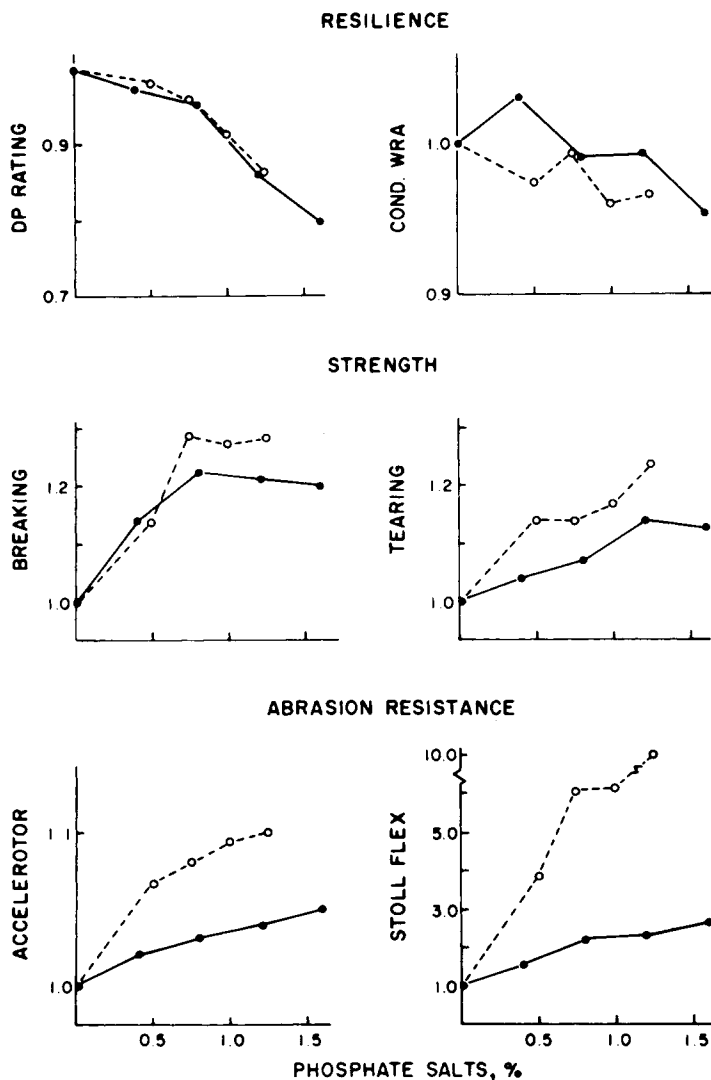 RESILIENCE
DP RATING
0.9
0.7
COND. WRA
1.0
0.9
STRENGTH
BREAKING
1.2
1.0
TEARING
1.2
1.0
ABRASION RESISTANCE
ACCELEROTOR
1.1
1.0
0.5 1.0 1.5
STOLL FLEX
10.0
5.0
3.0
1.0
0.5 1.0 1.5
PHOSPHATE SALTS, %